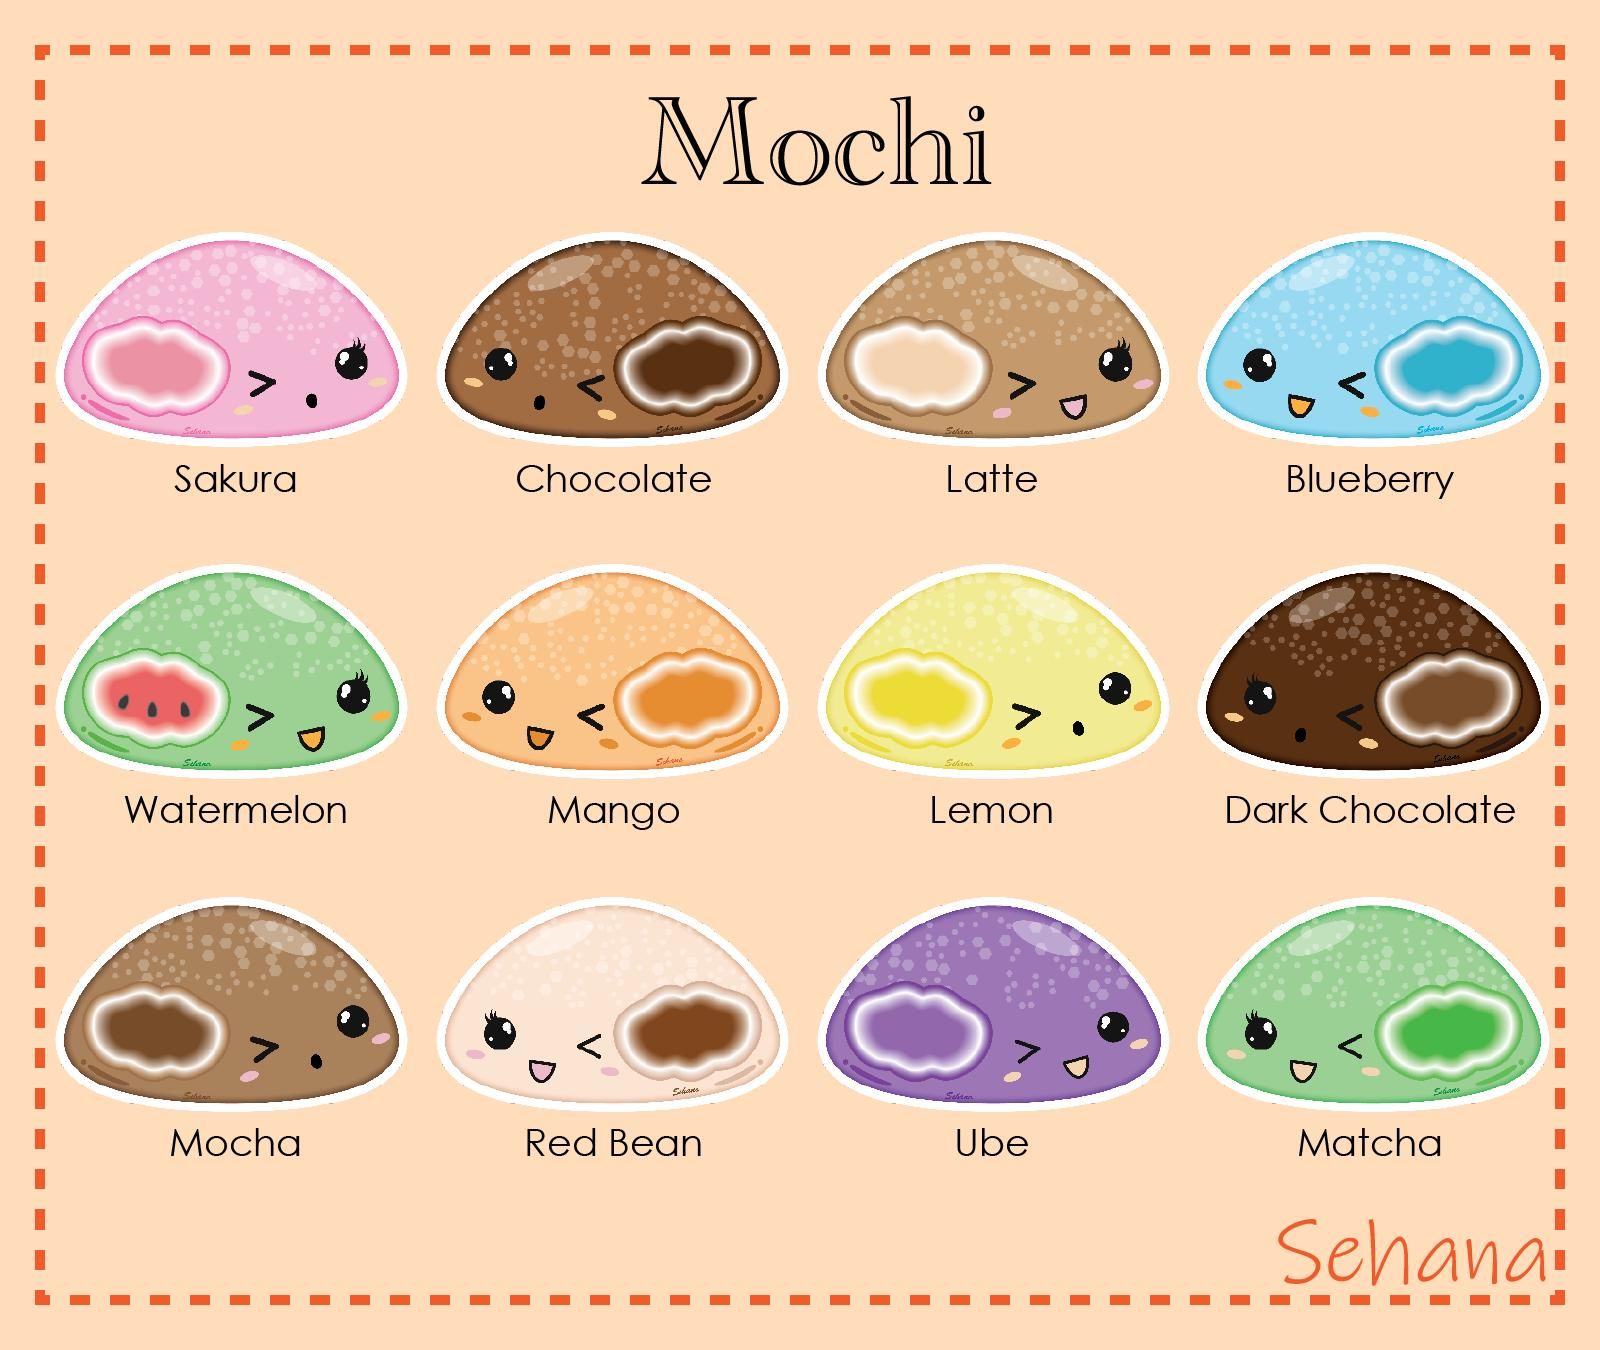 Mochi
Sehana Sehana Sehana Sehana
Sakura Chocolate Latte Blueberry
Sehana Sehana Sehana Sehana
Watermelon Mango Lemon Dark Chocolate
Sehana Sehana Sehana Sehana
Mocha Red Bean Ube Matcha
Sehana